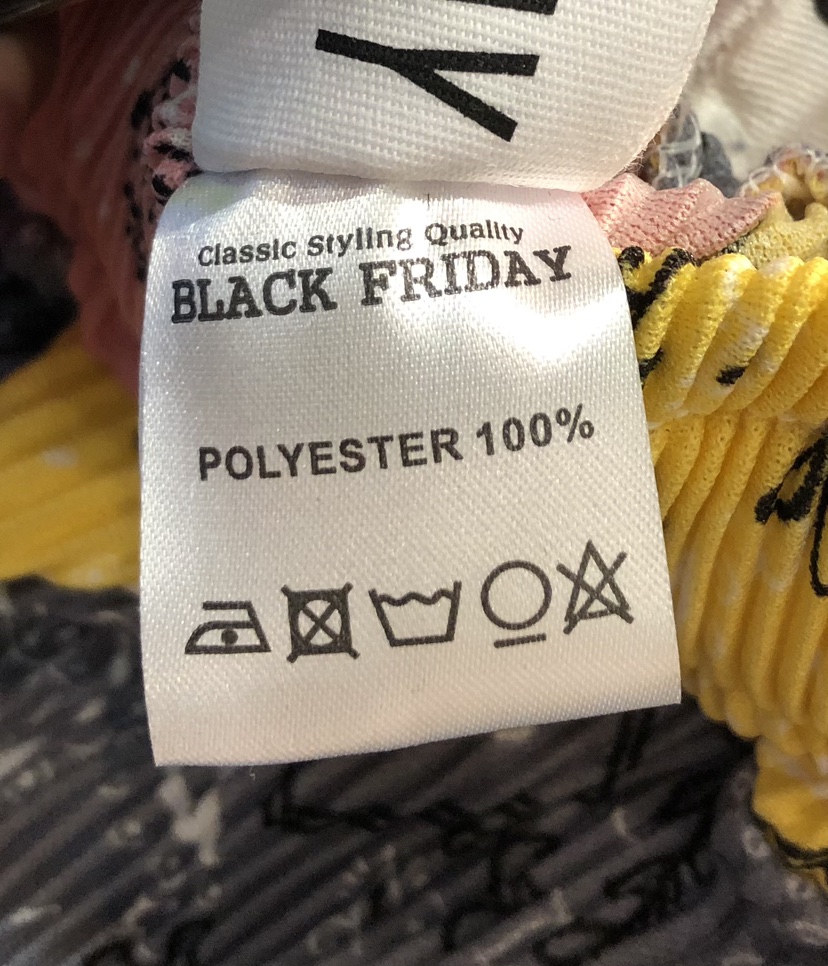 Classic Styling Quality
BLACK FRIDAY
POLYESTER 100%